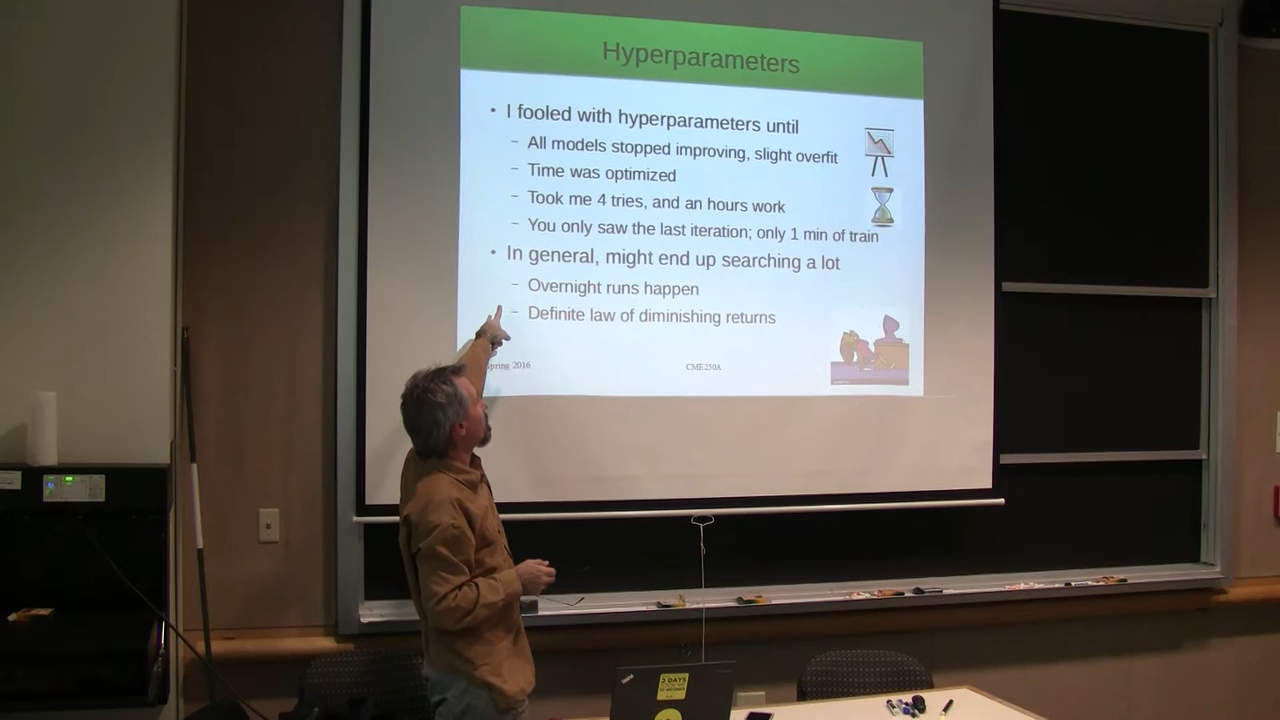 Hyperparameters
• I fooled with hyperparameters until
– All models stopped improving, slight overfit
– Time was optimized
– Took me 4 tries, and an hours work
– You only saw the last iteration; only 1 min of train
• In general, might end up searching a lot
– Overnight runs happen
– Definite law of diminishing returns
pring 2016
CME250A
3 DAYS